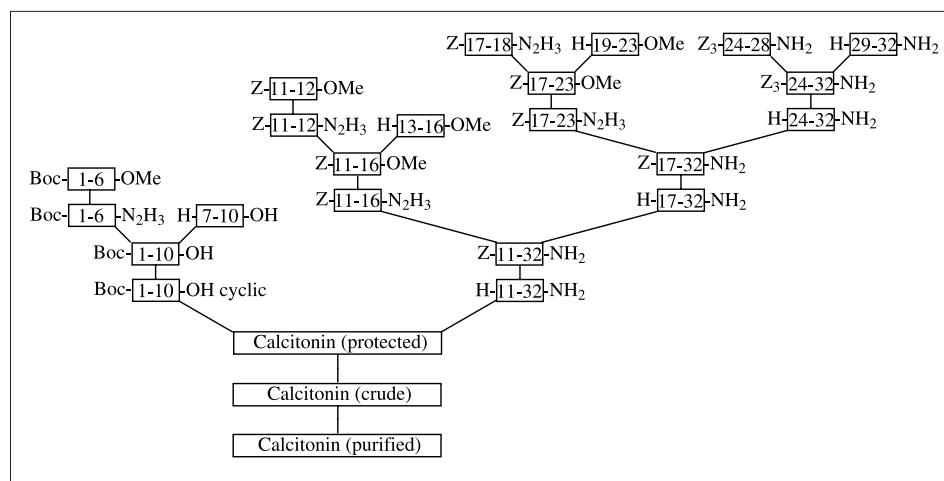 Z-17-18-N₂H₃ H-19-23-OMe Z₃-24-28-NH₂ H-29-32-NH₂
Z-11-12-OMe Z-17-23-OMe Z₃-24-32-NH₂
Z-11-12-N₂H₃ H-13-16-OMe Z-17-23-N₂H₃ H-24-32-NH₂
Z-11-16-OMe Z-17-32-NH₂
Boc-1-6-OMe
Z-11-16-N₂H₃ H-17-32-NH₂
Boc-1-6-N₂H₃ H-7-10-OH
Boc-1-10-OH Z-11-32-NH₂
Boc-1-10-OH cyclic H-11-32-NH₂
Calcitonin (protected)
Calcitonin (crude)
Calcitonin (purified)